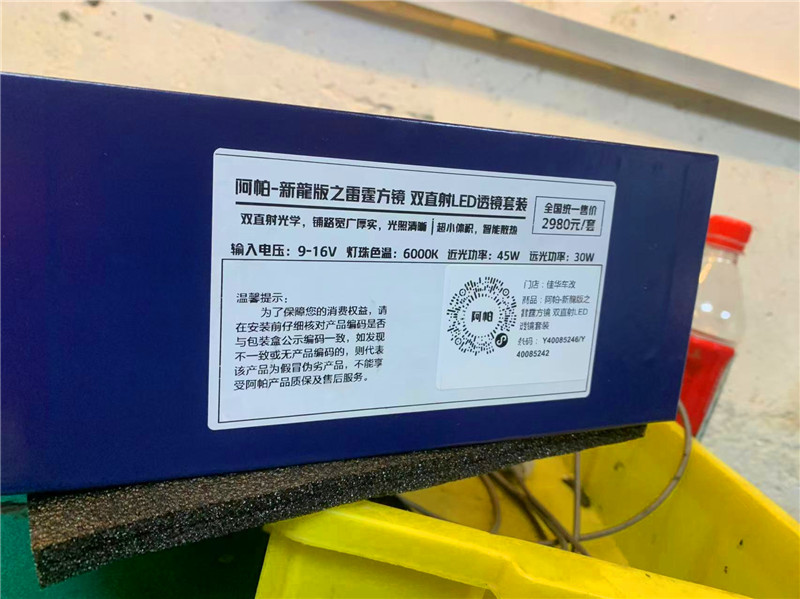 阿帕-新龍版之雷霆方镜 双直射LED透镜套装
双直射光学，铺路宽广厚实，光照清晰 | 超小体积，智能散热
全国统一售价
2980元/套
输入电压：9-16V 灯珠色温：6000K 近光功率：45W 远光功率：30W
温馨提示：
为了保障您的消费权益，请
在安装前仔细核对产品编码是否
与包装盒公示编码一致，如发现
不一致或无产品编码的，则代表
该产品为假冒伪劣产品，不能享
受阿帕产品质保及售后服务。
阿帕
门店：佳华车改
商品：阿帕-新龍版之
雷霆方镜 双直射LED
透镜套装
条码：Y40085246/Y
40085242